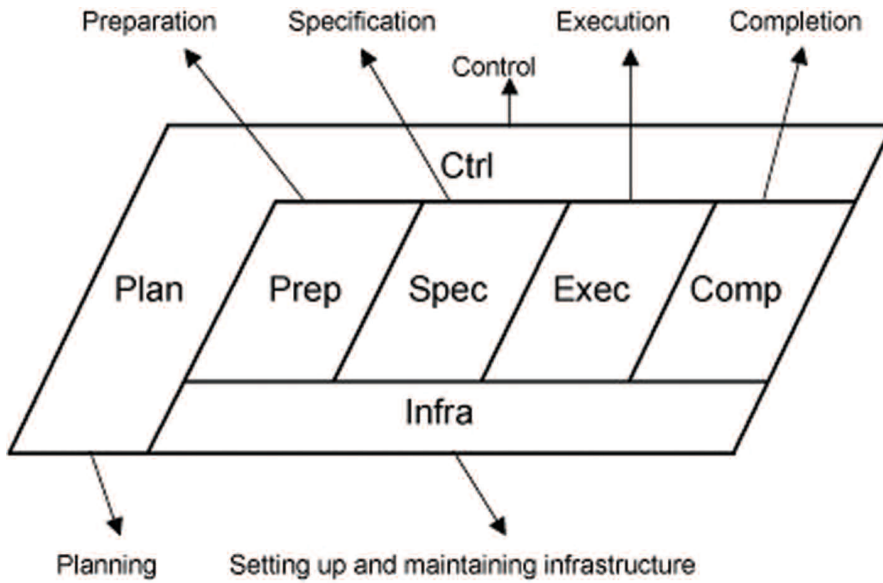 Preparation
Specification
Execution
Completion
Control
Ctrl
Plan
Prep
Spec
Exec
Comp
Infra
Planning
Setting up and maintaining infrastructure